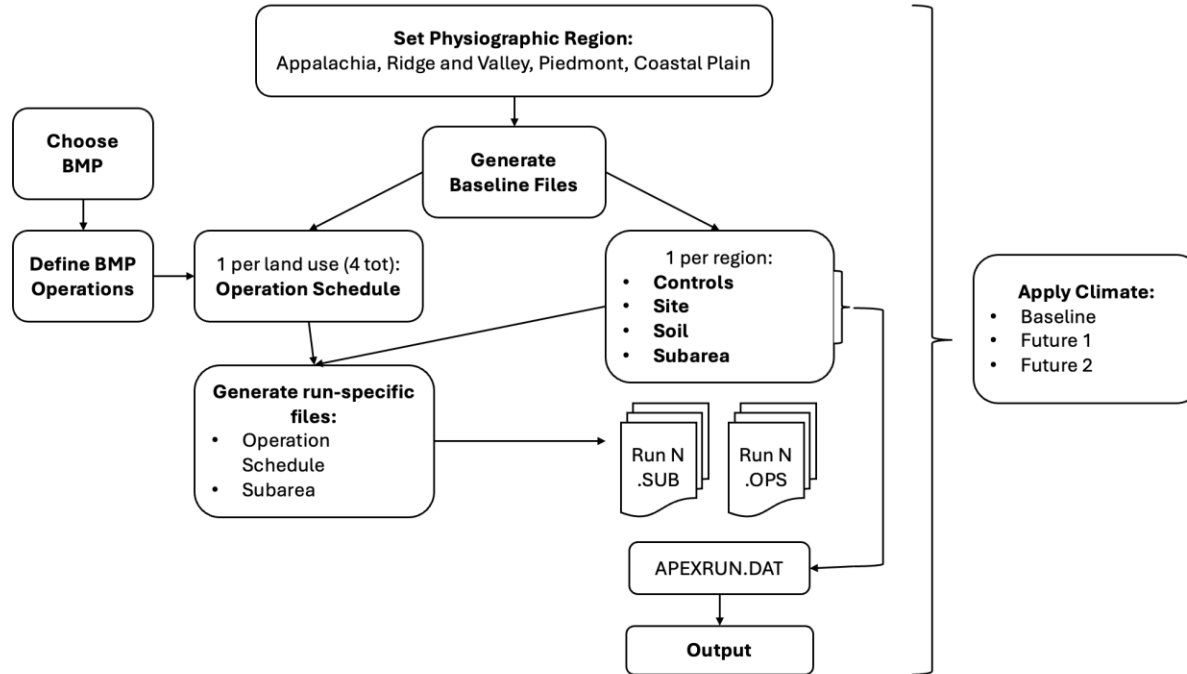 Set Physiographic Region:
Appalachia, Ridge and Valley, Piedmont, Coastal Plain
Choose
BMP
Generate
Baseline Files
Define BMP
Operations
1 per land use (4 tot):
Operation Schedule
1 per region:
• Controls
• Site
• Soil
• Subarea
Apply Climate:
• Baseline
• Future 1
• Future 2
Generate run-specific
files:
• Operation
Schedule
• Subarea
Run N
.SUB
Run N
.OPS
APEXRUN.DAT
Output